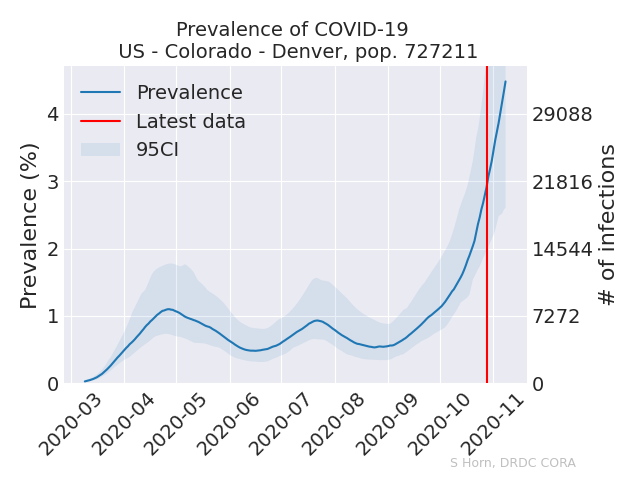 Prevalence of COVID-19
US - Colorado - Denver, pop. 727211
Prevalence
Latest data
95CI
Prevalence (%)
4
3
2
1
0
29088
21816
14544
7272
0
# of infections
2020-03
2020-04
2020-05
2020-06
2020-07
2020-08
2020-09
2020-10
2020-11
S Horn, DRDC CORA